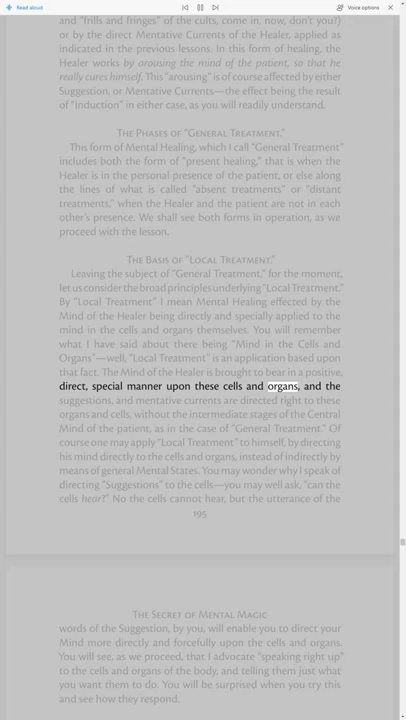 Read aloud
Voice options
and "frills and fringes" of the cults, come in, now, don't you?)
or by the direct Mentative Currents of the Healer, applied as
indicated in the previous lessons. In this form of healing, the
Healer works by arousing the mind of the patient, so that he
really cures himself. This "arousing" is of course affected by either
Suggestion, or Mentative Currents—the effect being the result
of "Induction" in either case, as you will readily understand.
The Phases of "General Treatment."
This form of Mental Healing, which I call "General Treatment"
includes both the form of "present healing," that is when the
Healer is in the personal presence of the patient, or else along
the lines of what is called "absent treatments" or "distant
treatments," when the Healer and the patient are not in each
other's presence. We shall see both forms in operation, as we
proceed with the lesson.
The Basis of "Local Treatment."
Leaving the subject of "General Treatment," for the moment,
let us consider the broad principles underlying "Local Treatment."
By "Local Treatment" I mean Mental Healing effected by the
Mind of the Healer being directly and specially applied to the
mind in the cells and organs themselves. You will remember
what I have said about there being "Mind in the Cells and
Organs"—well, "Local Treatment" is an application based upon
that fact. The Mind of the Healer is brought to bear in a positive,
direct, special manner upon these cells and organs, and the
suggestions, and mentative currents are directed right to these
organs and cells, without the intermediate stages of the Central
Mind of the patient, as in the case of "General Treatment." Of
course one may apply "Local Treatment" to himself, by directing
his mind directly to the cells and organs, instead of indirectly by
means of general Mental States. You may wonder why I speak of
directing "Suggestions" to the cells—you may well ask, "can the
cells hear?" No the cells cannot hear, but the utterance of the
195
The Secret of Mental Magic
words of the Suggestion, by you, will enable you to direct your
Mind more directly and forcefully upon the cells and organs.
You will see, as we proceed, that I advocate "speaking right up"
to the cells and organs of the body, and telling them just what
you want them to do. You will be surprised when you try this
and see how they respond.